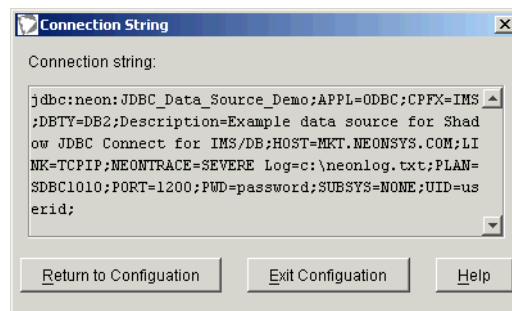 Connection String
Connection string:
jdbc:neon:JDBC_Data_Source_Demo;APPL=ODBC;CPFX=IMS
;DBTY=DB2;Description=Example data source for Shad
ow JDBC Connect for IMS/DB;HOST=MKT.NEONSYS.COM;LI
NK=TCPIP;NEONTRACE=SEVERE Log=c:\neonlog.txt;PLAN=
SDBC1010;PORT=1200;PWD=password;SUBSYS=NONE;UID=us
erid;
Return to Configuation Exit Configuation Help